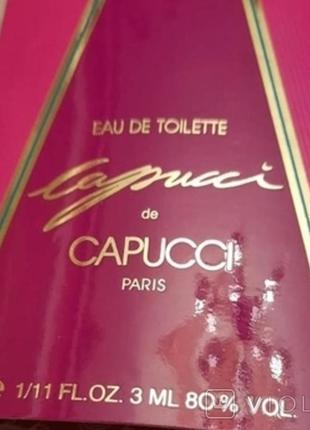 EAU DE TOILETTE
Capucci
de
CAPUCCI
PARIS
e 1/11 FL.OZ. 3 ML 80% VOL.